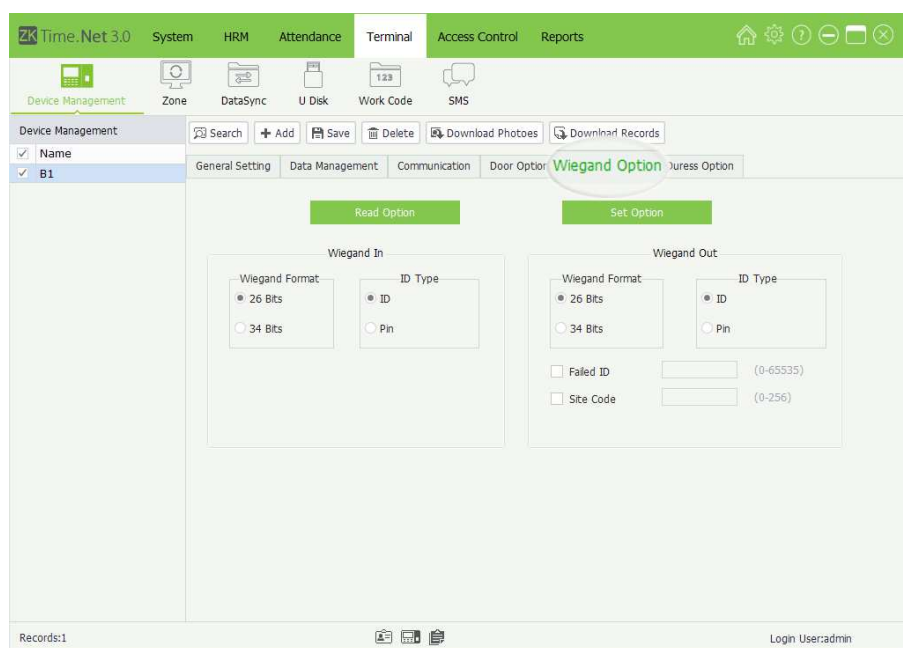 ZK Time.Net 3.0 System HRM Attendance Terminal Access Control Reports
123
Device Management Zone DataSync U Disk Work Code SMS
Device Management Search Add Save Delete Download Photoes Download Records
Name General Setting Data Management Communication Door Option Wiegand Option Duress Option
B1
Read Option Set Option
Wiegand In Wiegand Out
Wiegand Format ID Type Wiegand Format ID Type
26 Bits ID 26 Bits ID
34 Bits Pin 34 Bits Pin
Failed ID (0-65535)
Site Code (0-256)
Records:1 Login User:admin